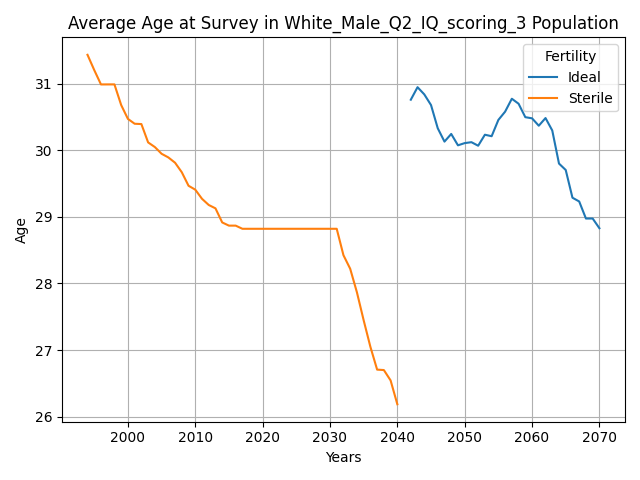 Average Age at Survey in White_Male_Q2_IQ_scoring_3 Population
Fertility
Ideal
Sterile
Age
31
30
29
28
27
26
2000
2010
2020
2030
2040
2050
2060
2070
Years